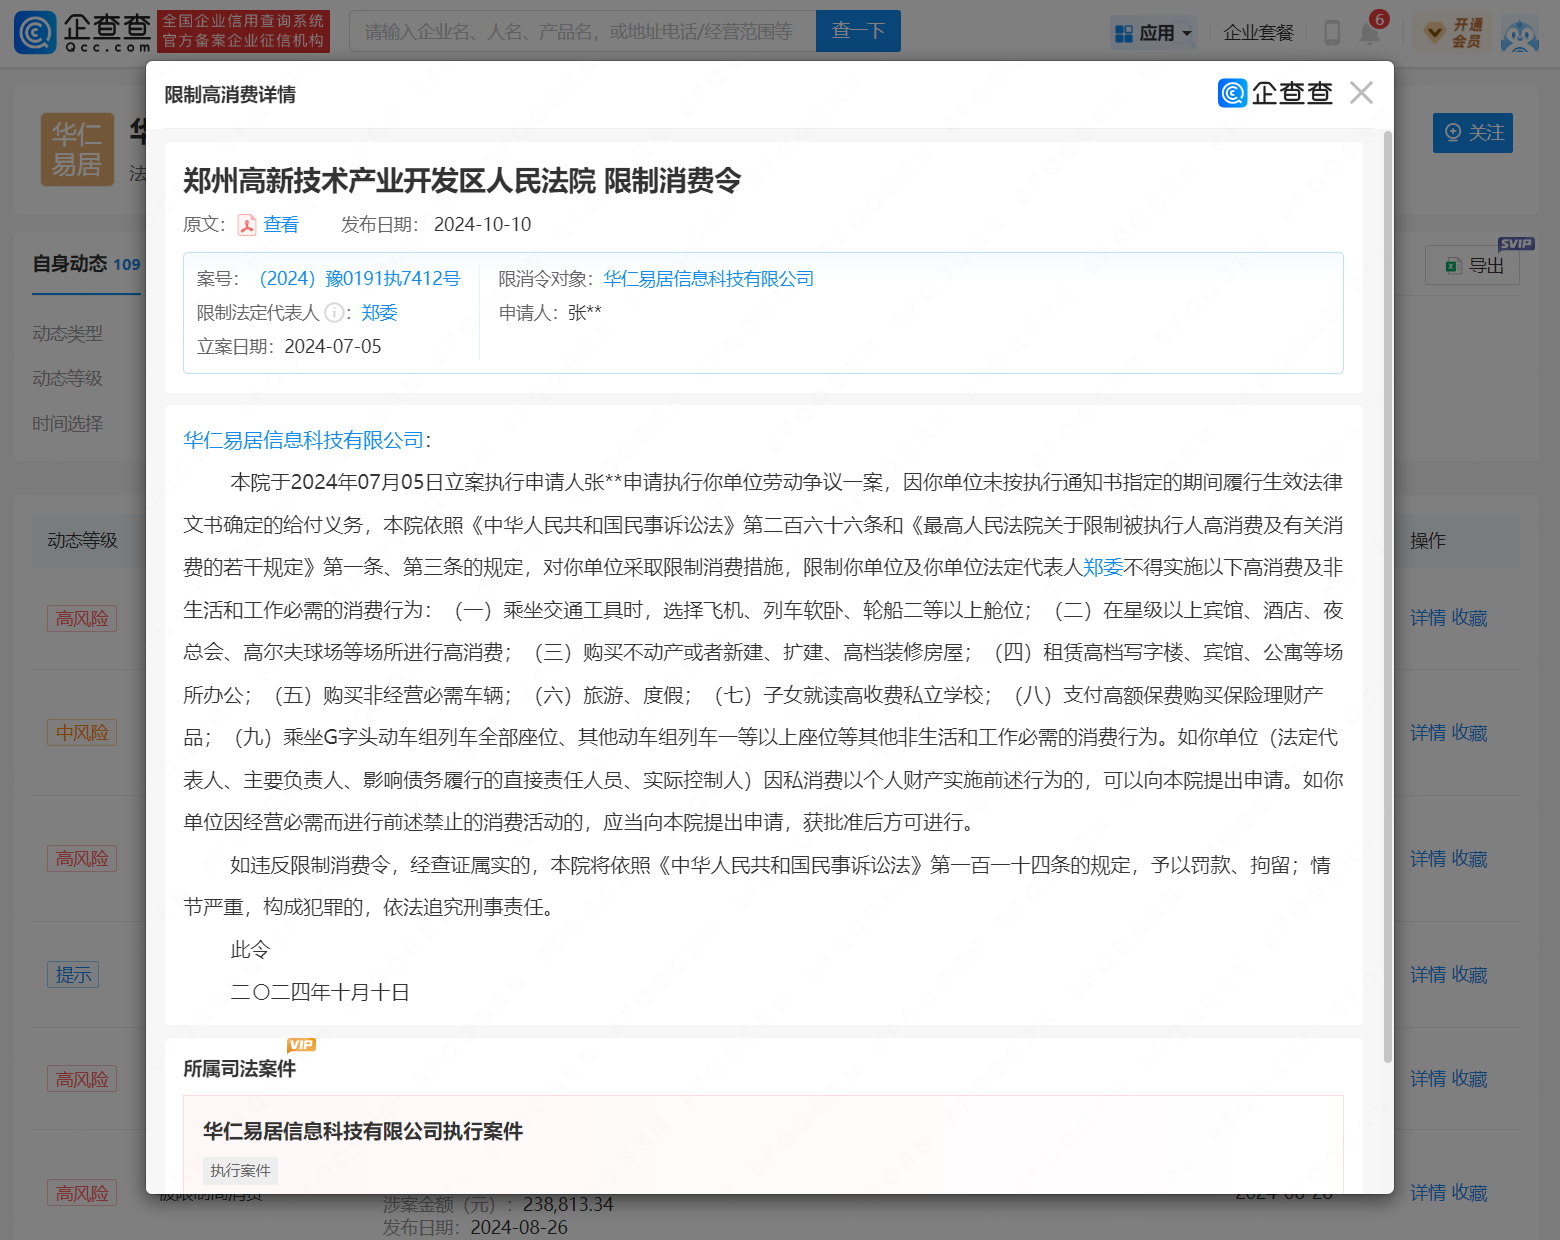 企查查
Qcc.com
全国企业信用查询系统
官方备案企业征信机构
请输入企业名、人名、产品名，或地址电话/经营范围等
查一下
应用
企业套餐
6
开通
会员
华仁
易居
关注
自身动态 109
SVIP
导出
动态类型
动态等级
时间选择
动态等级
操作
高风险
详情 收藏
中风险
详情 收藏
高风险
详情 收藏
提示
详情 收藏
高风险
详情 收藏
高风险
详情 收藏
限制高消费详情
企查查
郑州高新技术产业开发区人民法院 限制消费令
原文： 查看 发布日期： 2024-10-10
案号： （2024）豫0191执7412号 限消令对象：华仁易居信息科技有限公司
限制法定代表人 ： 郑委 申请人：张**
立案日期：2024-07-05
华仁易居信息科技有限公司：
本院于2024年07月05日立案执行申请人张**申请执行你单位劳动争议一案，因你单位未按执行通知书指定的期间履行生效法律
文书确定的给付义务，本院依照《中华人民共和国民事诉讼法》第二百六十六条和《最高人民法院关于限制被执行人高消费及有关消
费的若干规定》第一条、第三条的规定，对你单位采取限制消费措施，限制你单位及你单位法定代表人郑委不得实施以下高消费及非
生活和工作必需的消费行为：（一）乘坐交通工具时，选择飞机、列车软卧、轮船二等以上舱位；（二）在星级以上宾馆、酒店、夜
总会、高尔夫球场等场所进行高消费；（三）购买不动产或者新建、扩建、高档装修房屋；（四）租赁高档写字楼、宾馆、公寓等场
所办公；（五）购买非经营必需车辆；（六）旅游、度假；（七）子女就读高收费私立学校；（八）支付高额保费购买保险理财产
品；（九）乘坐G字头动车组列车全部座位、其他动车组列车一等以上座位等其他非生活和工作必需的消费行为。如你单位（法定代
表人、主要负责人、影响债务履行的直接责任人员、实际控制人）因私消费以个人财产实施前述行为的，可以向本院提出申请。如你
单位因经营必需而进行前述禁止的消费活动的，应当向本院提出申请，获批准后方可进行。
如违反限制消费令，经查证属实的，本院将依照《中华人民共和国民事诉讼法》第一百一十四条的规定，予以罚款、拘留；情
节严重，构成犯罪的，依法追究刑事责任。
此令
二〇二四年十月十日
所属司法案件
VIP
华仁易居信息科技有限公司执行案件
执行案件
被限制高消费
涉案金额（元）：238,813.34
发布日期：2024-08-26
2024-08-26